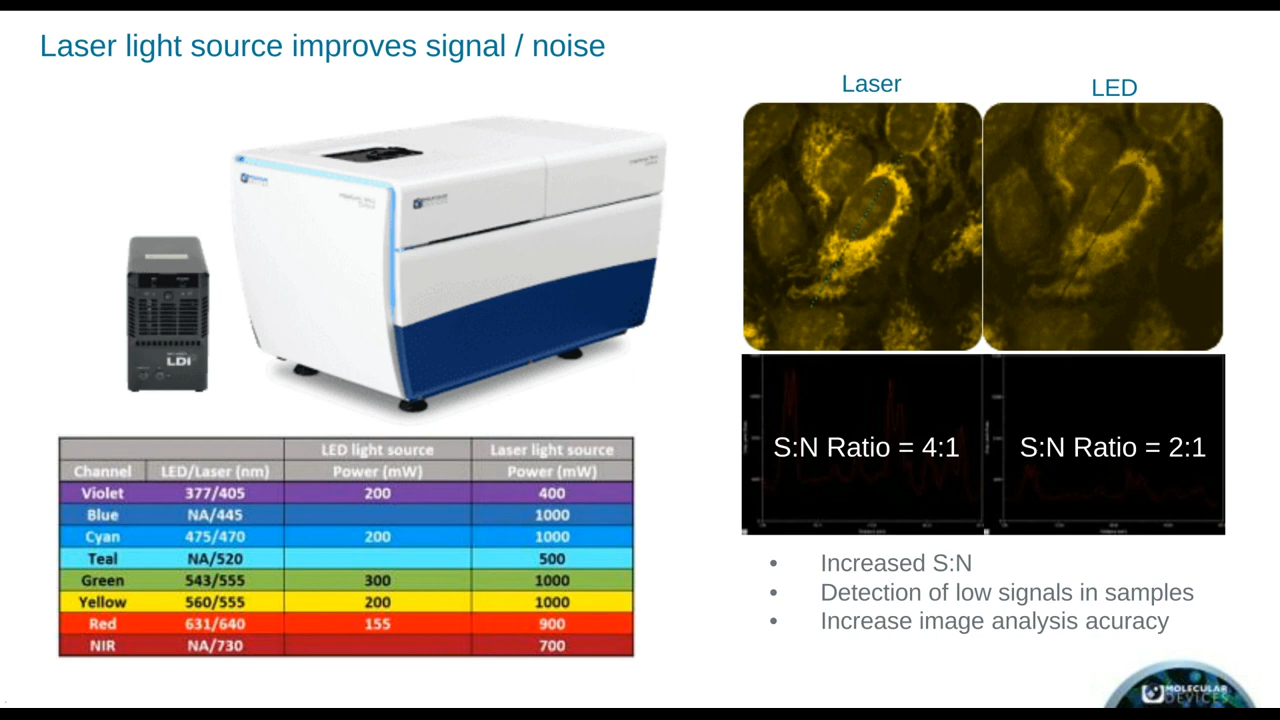 Laser light source improves signal / noise
Laser
LED
MOLECULAR
DEVICES
LDI
S:N Ratio = 4:1
S:N Ratio = 2:1
LED light source Laser light source
Channel LED/Laser (nm) Power (mW) Power (mW)
Violet 377/405 200 400
Blue NA/445 1000
Cyan 475/470 200 1000
Teal NA/520 500
Green 543/555 300 1000
Yellow 560/555 200 1000
Red 631/640 155 900
NIR NA/730 700
• Increased S:N
• Detection of low signals in samples
• Increase image analysis acuracy
MOLECULAR
DEVICES